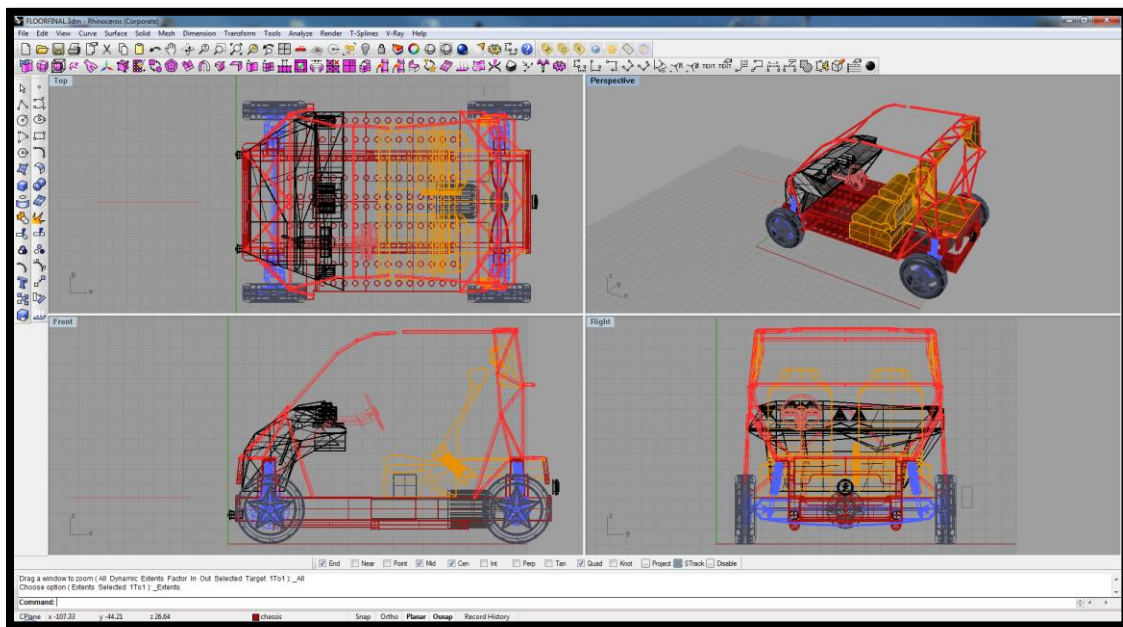 FLOORFINAL.3dm - Rhinoceros (Corporate)
File Edit View Curve Surface Solid Mesh Dimension Transform Tools Analyze Render T-Splines V-Ray Help
TEXT TEXT
Top
Perspective
y
x
z
y
x
Front
Right
z
x
z
y
End Near Point Mid Cen Int Perp Tan Quad Knot Project STrack Disable
Drag a window to zoom ( All Dynamic Extents Factor In Out Selected Target 1To1 ): _All
Choose option ( Extents Selected 1To1 ): _Extents
Command:
CPlane x -107.33 y -44.21 z 26.64 chassis Snap Ortho Planar Osnap Record History